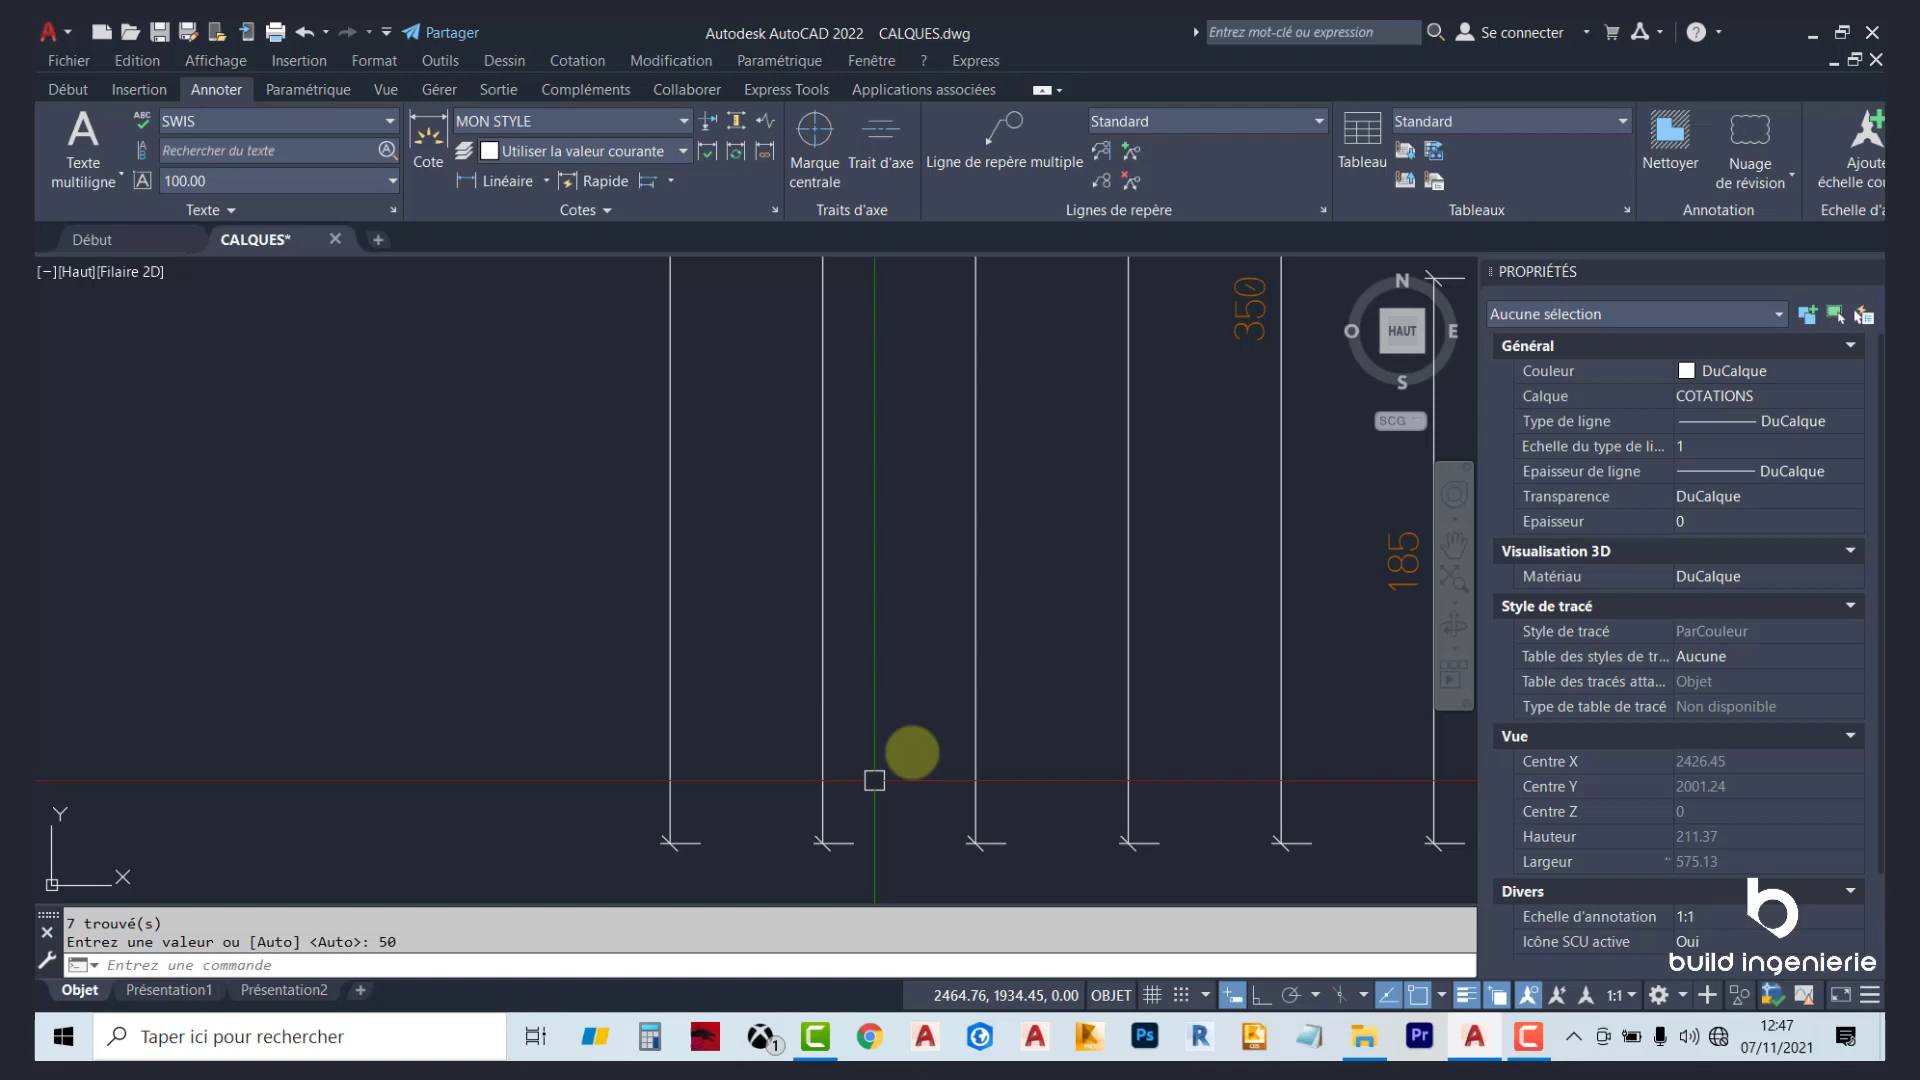 Partager
Autodesk AutoCAD 2022 CALQUES.dwg
Entrez mot-clé ou expression
Se connecter
Fichier Edition Affichage Insertion Format Outils Dessin Cotation Modification Paramétrique Fenêtre ? Express
Début Insertion Annoter Paramétrique Vue Gérer Sortie Compléments Collaborer Express Tools Applications associées
A Texte multiligne
ABC SWIS
Rechercher du texte
100.00
Texte
Cote
MON STYLE
Utiliser la valeur courante
Linéaire Rapide
Cotes
Marque centrale
Trait d'axe
Traits d'axe
Ligne de repère multiple
Standard
Lignes de repère
Tableau
Standard
Tableaux
Nettoyer
Nuage de révision
Annotation
Ajoute
échelle cou
Echelle d'a
Début CALQUES*
[−][Haut][Filaire 2D]
350
185
N
O HAUT E
S
SCG
PROPRIÉTÉS
Aucune sélection
Général
Couleur DuCalque
Calque COTATIONS
Type de ligne DuCalque
Echelle du type de li... 1
Epaisseur de ligne DuCalque
Transparence DuCalque
Epaisseur 0
Visualisation 3D
Matériau DuCalque
Style de tracé
Style de tracé ParCouleur
Table des styles de tr... Aucune
Table des tracés atta... Objet
Type de table de tracé Non disponible
Vue
Centre X 2426.45
Centre Y 2001.24
Centre Z 0
Hauteur 211.37
Largeur 575.13
Divers
Echelle d'annotation 1:1
Icône SCU active Oui
build ingenierie
Y
X
7 trouvé(s)
Entrez une valeur ou [Auto] <Auto>: 50
Entrez une commande
Objet Présentation1 Présentation2
2464.76, 1934.45, 0.00 OBJET
1:1
Taper ici pour rechercher
1
Ps
R
Pr
12:47
07/11/2021